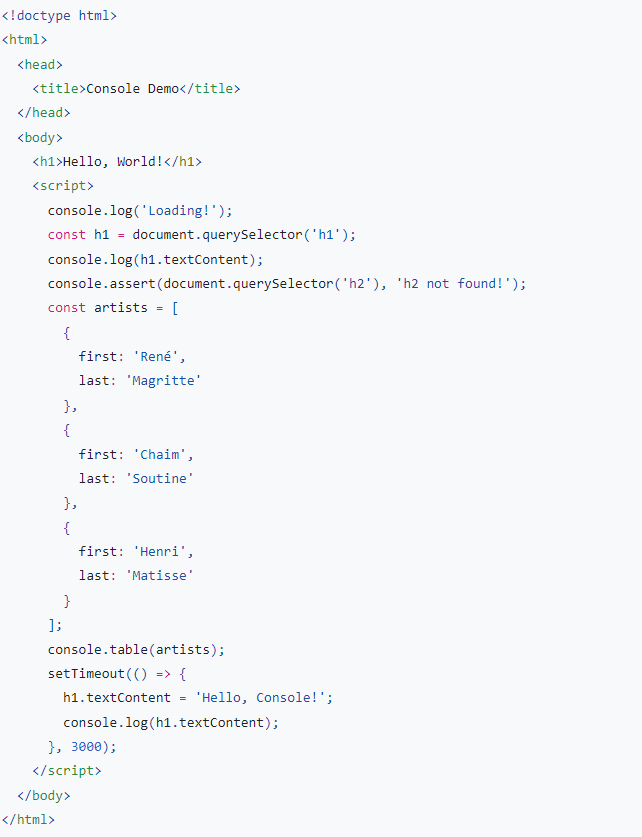 <!doctype html>
<html>
  <head>
    <title>Console Demo</title>
  </head>
  <body>
    <h1>Hello, World!</h1>
    <script>
      console.log('Loading!');
      const h1 = document.querySelector('h1');
      console.log(h1.textContent);
      console.assert(document.querySelector('h2'), 'h2 not found!');
      const artists = [
        {
          first: 'René',
          last: 'Magritte'
        },
        {
          first: 'Chaim',
          last: 'Soutine'
        },
        {
          first: 'Henri',
          last: 'Matisse'
        }
      ];
      console.table(artists);
      setTimeout(() => {
        h1.textContent = 'Hello, Console!';
        console.log(h1.textContent);
      }, 3000);
    </script>
  </body>
</html>